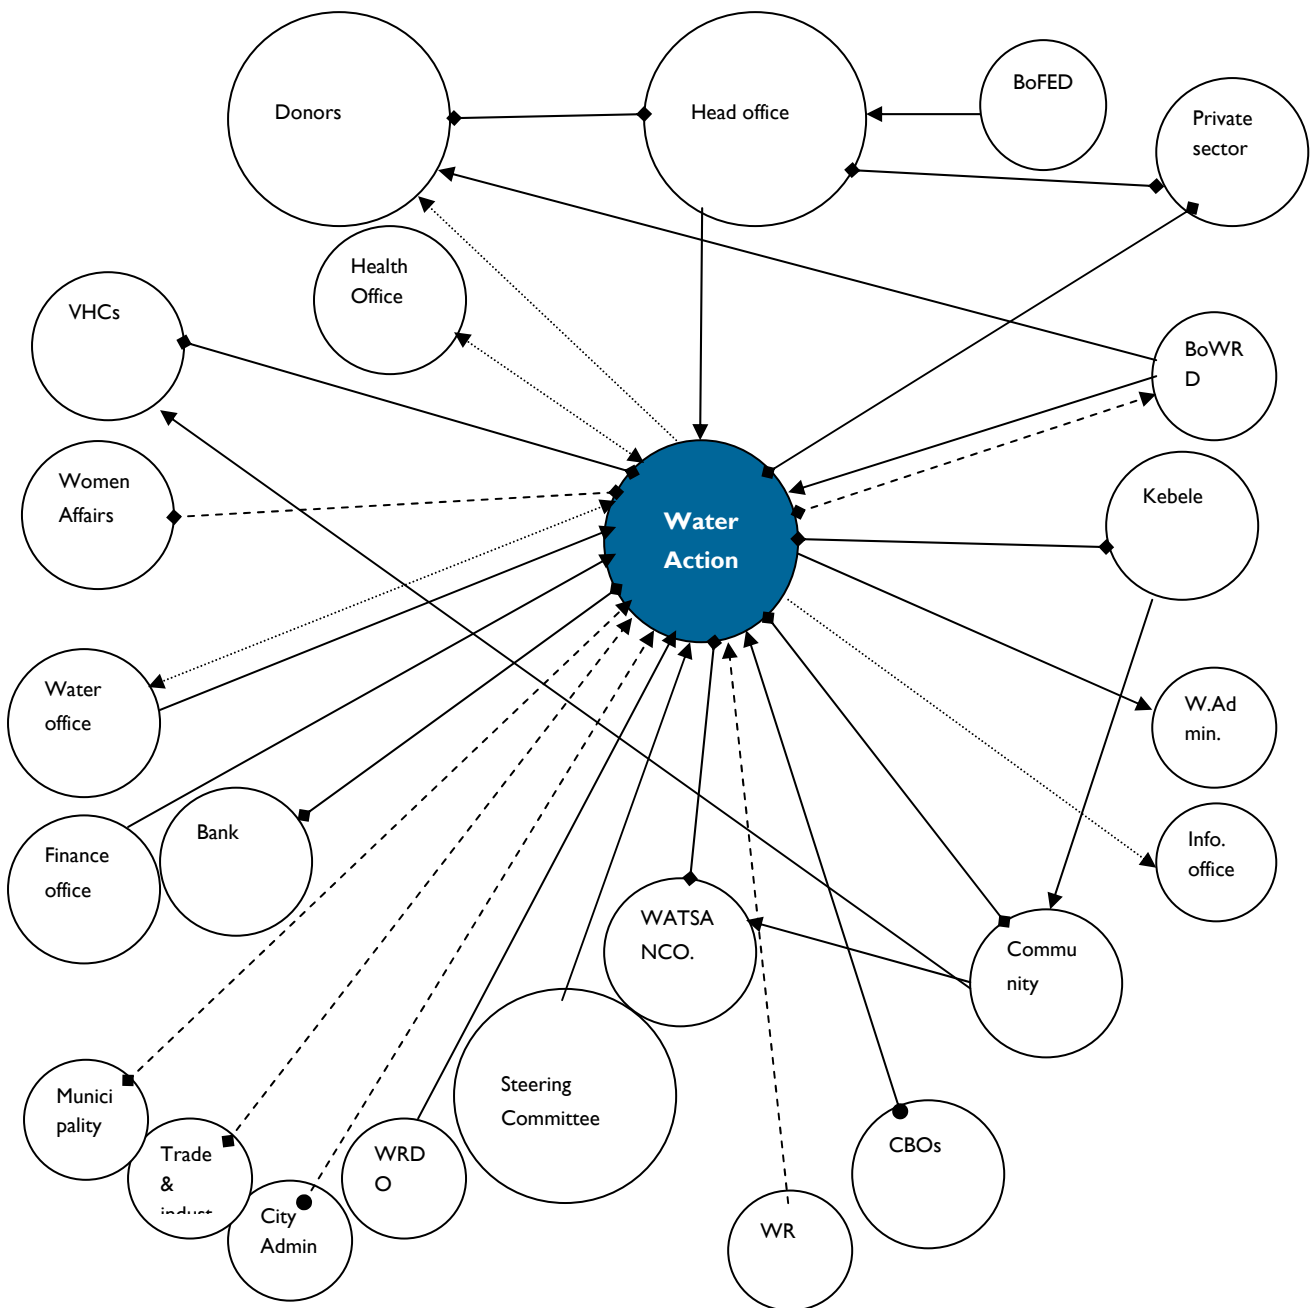 Donors
Head office
BoFED
Private
sector
Health
Office
VHCs
BoWR
D
Women
Affairs
Water
Action
Kebele
Water
office
W.Ad
min.
Finance
office
Bank
Info.
office
WATSA
NCO.
Commu
nity
Munici
pality
Steering
Committee
Trade
&
WRD
O
CBOs
City
Admin
WR